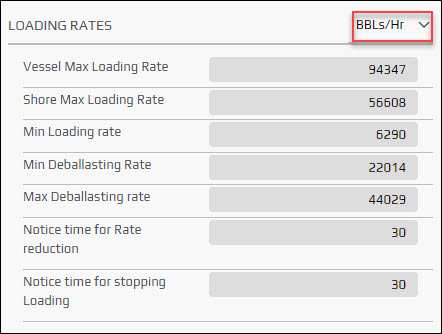 LOADING RATES BBLs/Hr
Vessel Max Loading Rate 94347
Shore Max Loading Rate 56608
Min Loading rate 6290
Min Deballasting Rate 22014
Max Deballasting rate 44029
Notice time for Rate 30
reduction
Notice time for stopping 30
Loading